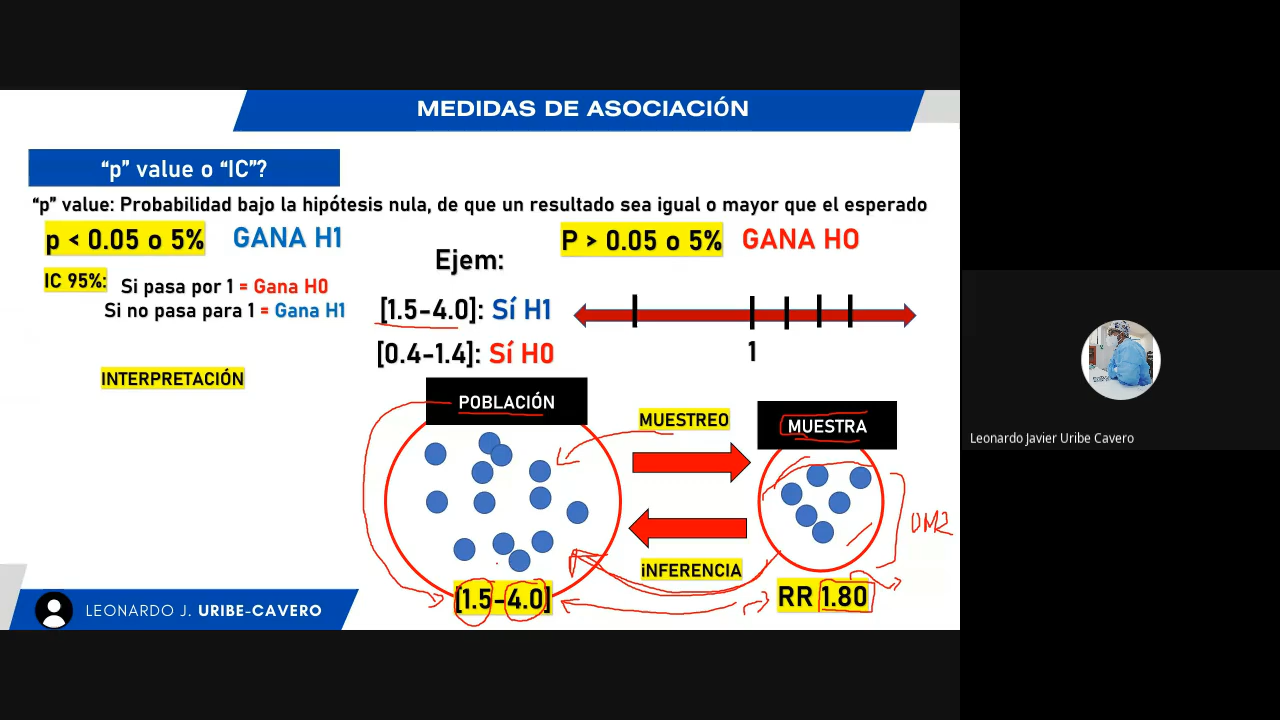 MEDIDAS DE ASOCIACIÓN
“p” value o “IC”?
“p” value: Probabilidad bajo la hipótesis nula, de que un resultado sea igual o mayor que el esperado
p < 0.05 o 5% GANA H1
P > 0.05 o 5% GANA H0
IC 95%: Si pasa por 1 = Gana H0
Si no pasa para 1 = Gana H1
Ejem:
[1.5-4.0]: Sí H1
[0.4-1.4]: Sí H0
1
INTERPRETACIÓN
POBLACIÓN
MUESTREO
MUESTRA
DM2
iNFERENCIA
[1.5-4.0]
RR 1.80
LEONARDO J. URIBE-CAVERO
Leonardo Javier Uribe Cavero